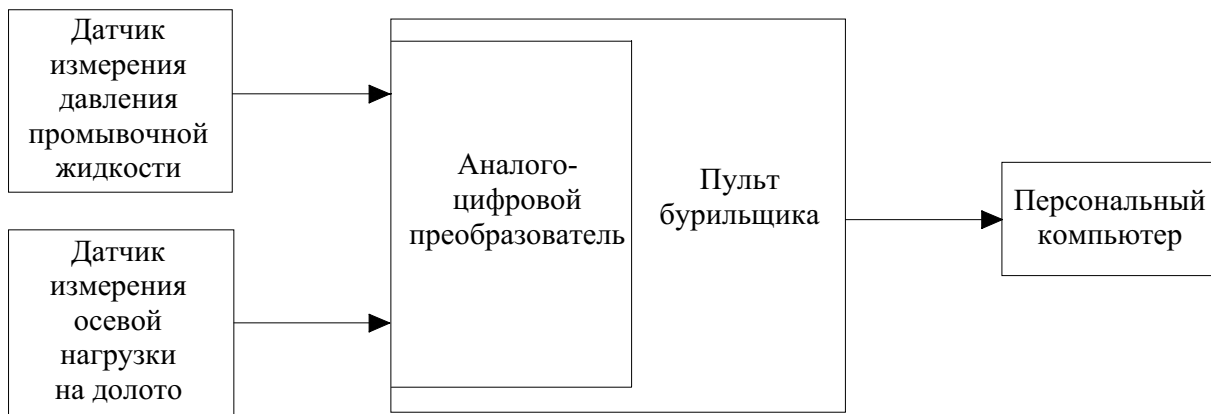 Датчик
измерения
давления
промывочной
жидкости
Датчик
измерения
осевой
нагрузки
на долото
Аналого-
цифровой
преобразователь
Пульт
бурильщика
Персональный
компьютер